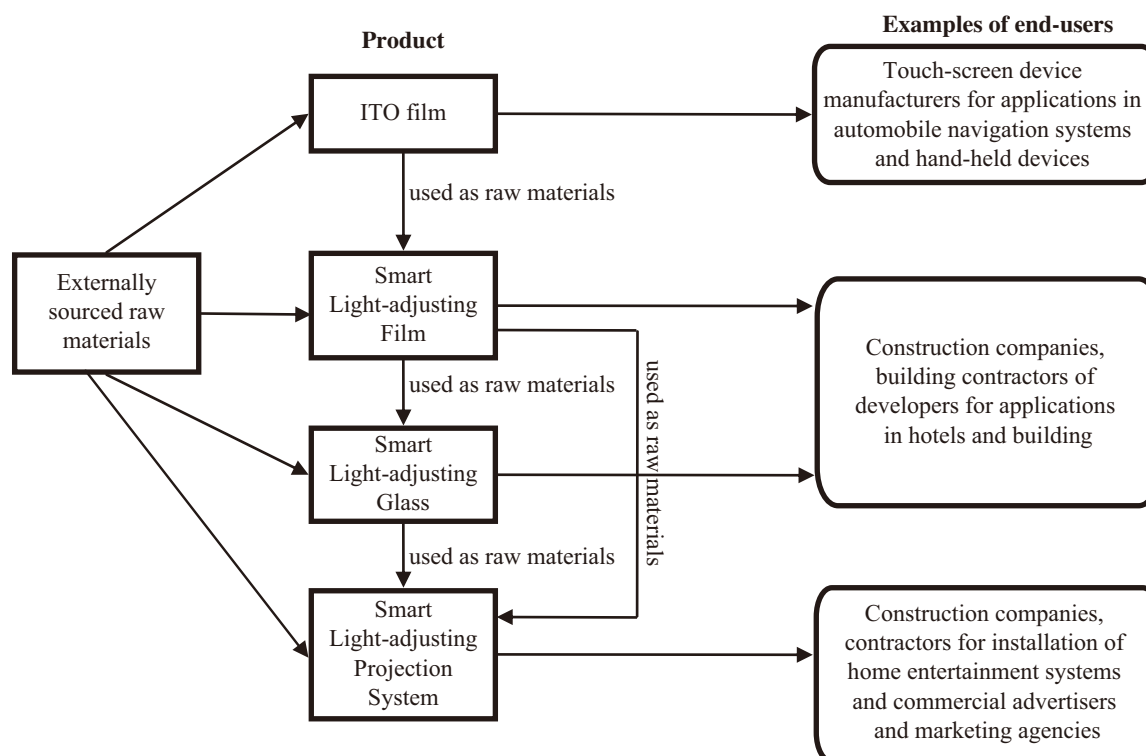 Product
Examples of end-users
ITO film
Touch-screen device
manufacturers for applications in
automobile navigation systems
and hand-held devices
used as raw materials
Externally
sourced raw
materials
Smart
Light-adjusting
Film
used as raw materials
used as raw materials
Construction companies,
building contractors of
developers for applications
in hotels and building
Smart
Light-adjusting
Glass
used as raw materials
Smart
Light-adjusting
Projection
System
Construction companies,
contractors for installation of
home entertainment systems
and commercial advertisers
and marketing agencies